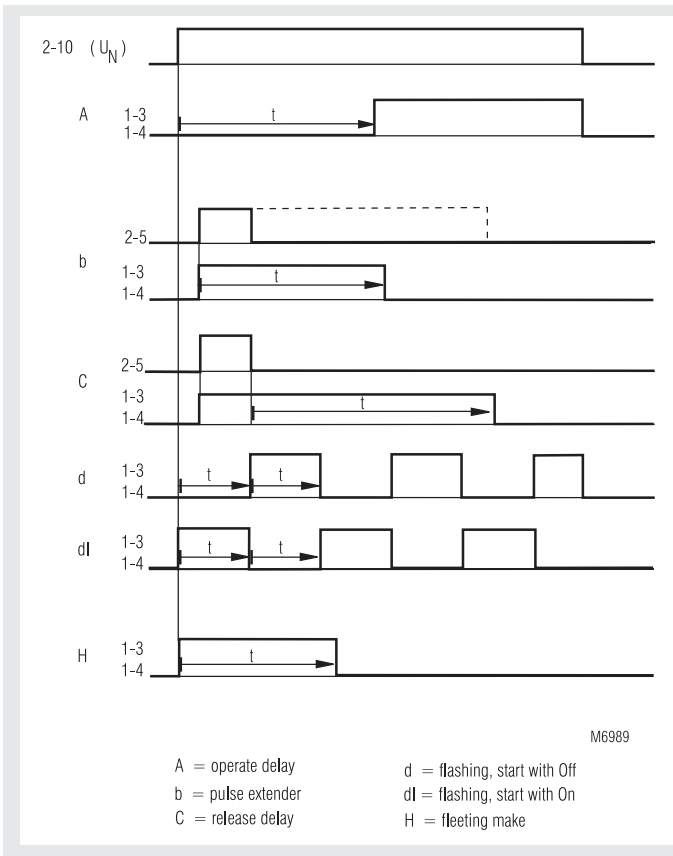 2-10 (U_N)
A 1-3 t
1-4
2-5
b 1-3 t
1-4
2-5
C 1-3 t
1-4
d 1-3 t t
1-4
dl 1-3 t t
1-4
H 1-3 t
1-4
M6989
A = operate delay d = flashing, start with Off
b = pulse extender dl = flashing, start with On
C = release delay H = fleeting make